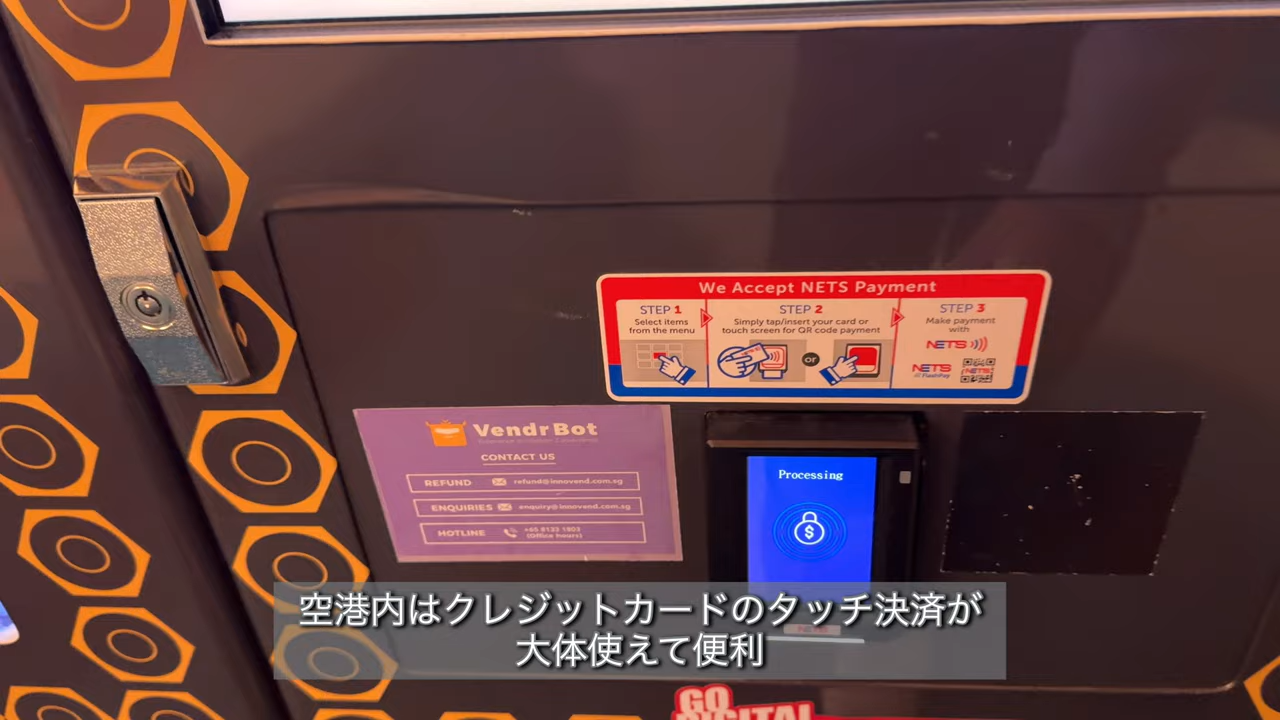 We Accept NETS Payment
STEP 1
Select items
from the menu
STEP 2
Simply tap/insert your card or
touch screen for QR code payment
or
STEP 3
Make payment
with
NETS
NETS
FlashPay
NETS
VendrBot
CONTACT US
REFUND refund@innovend.com.sg
ENQUIRIES enquiry@innovend.com.sg
HOTLINE +65 8133 1803
(Office hours)
Processing
$
空港内はクレジットカードのタッチ決済が
大体使えて便利
GO
DIGITAL